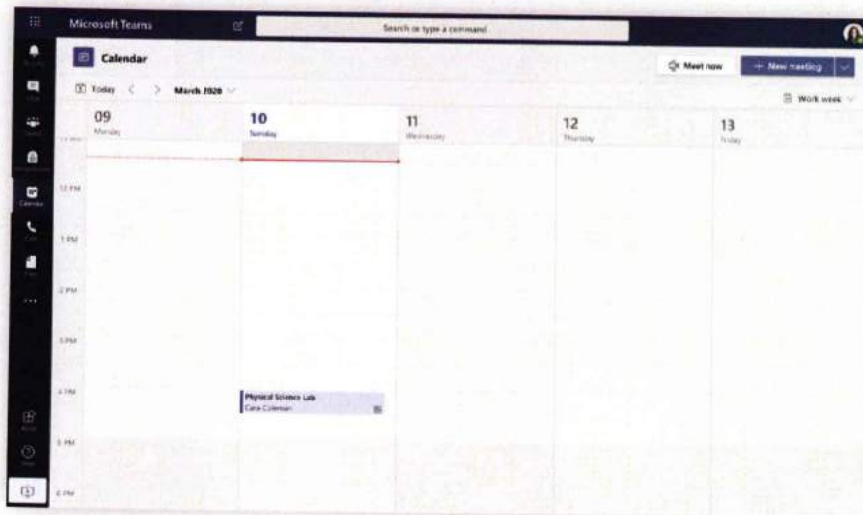 Microsoft Teams
Search or type a command
Calendar
Meet now
+ New meeting
Today
March 2020
Work week
09
Monday
10
Tuesday
11
Wednesday
12
Thursday
13
Friday
12 PM
1 PM
2 PM
3 PM
4 PM
Physical Science Lab
Cara Coleman
5 PM
6 PM
Calendar